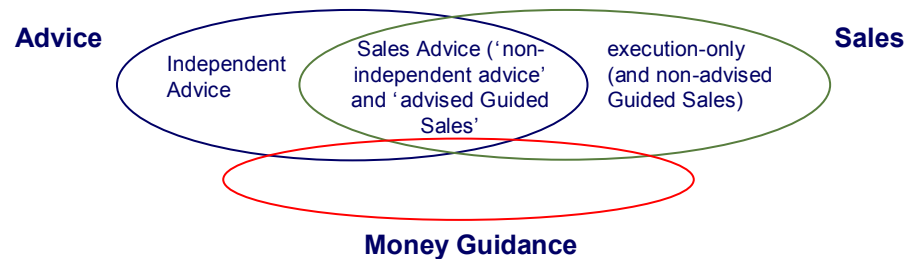 Advice
Independent
Advice
Sales Advice (‘non-
independent advice’
and ‘advised Guided
Sales’
execution-only
(and non-advised
Guided Sales)
Sales
Money Guidance